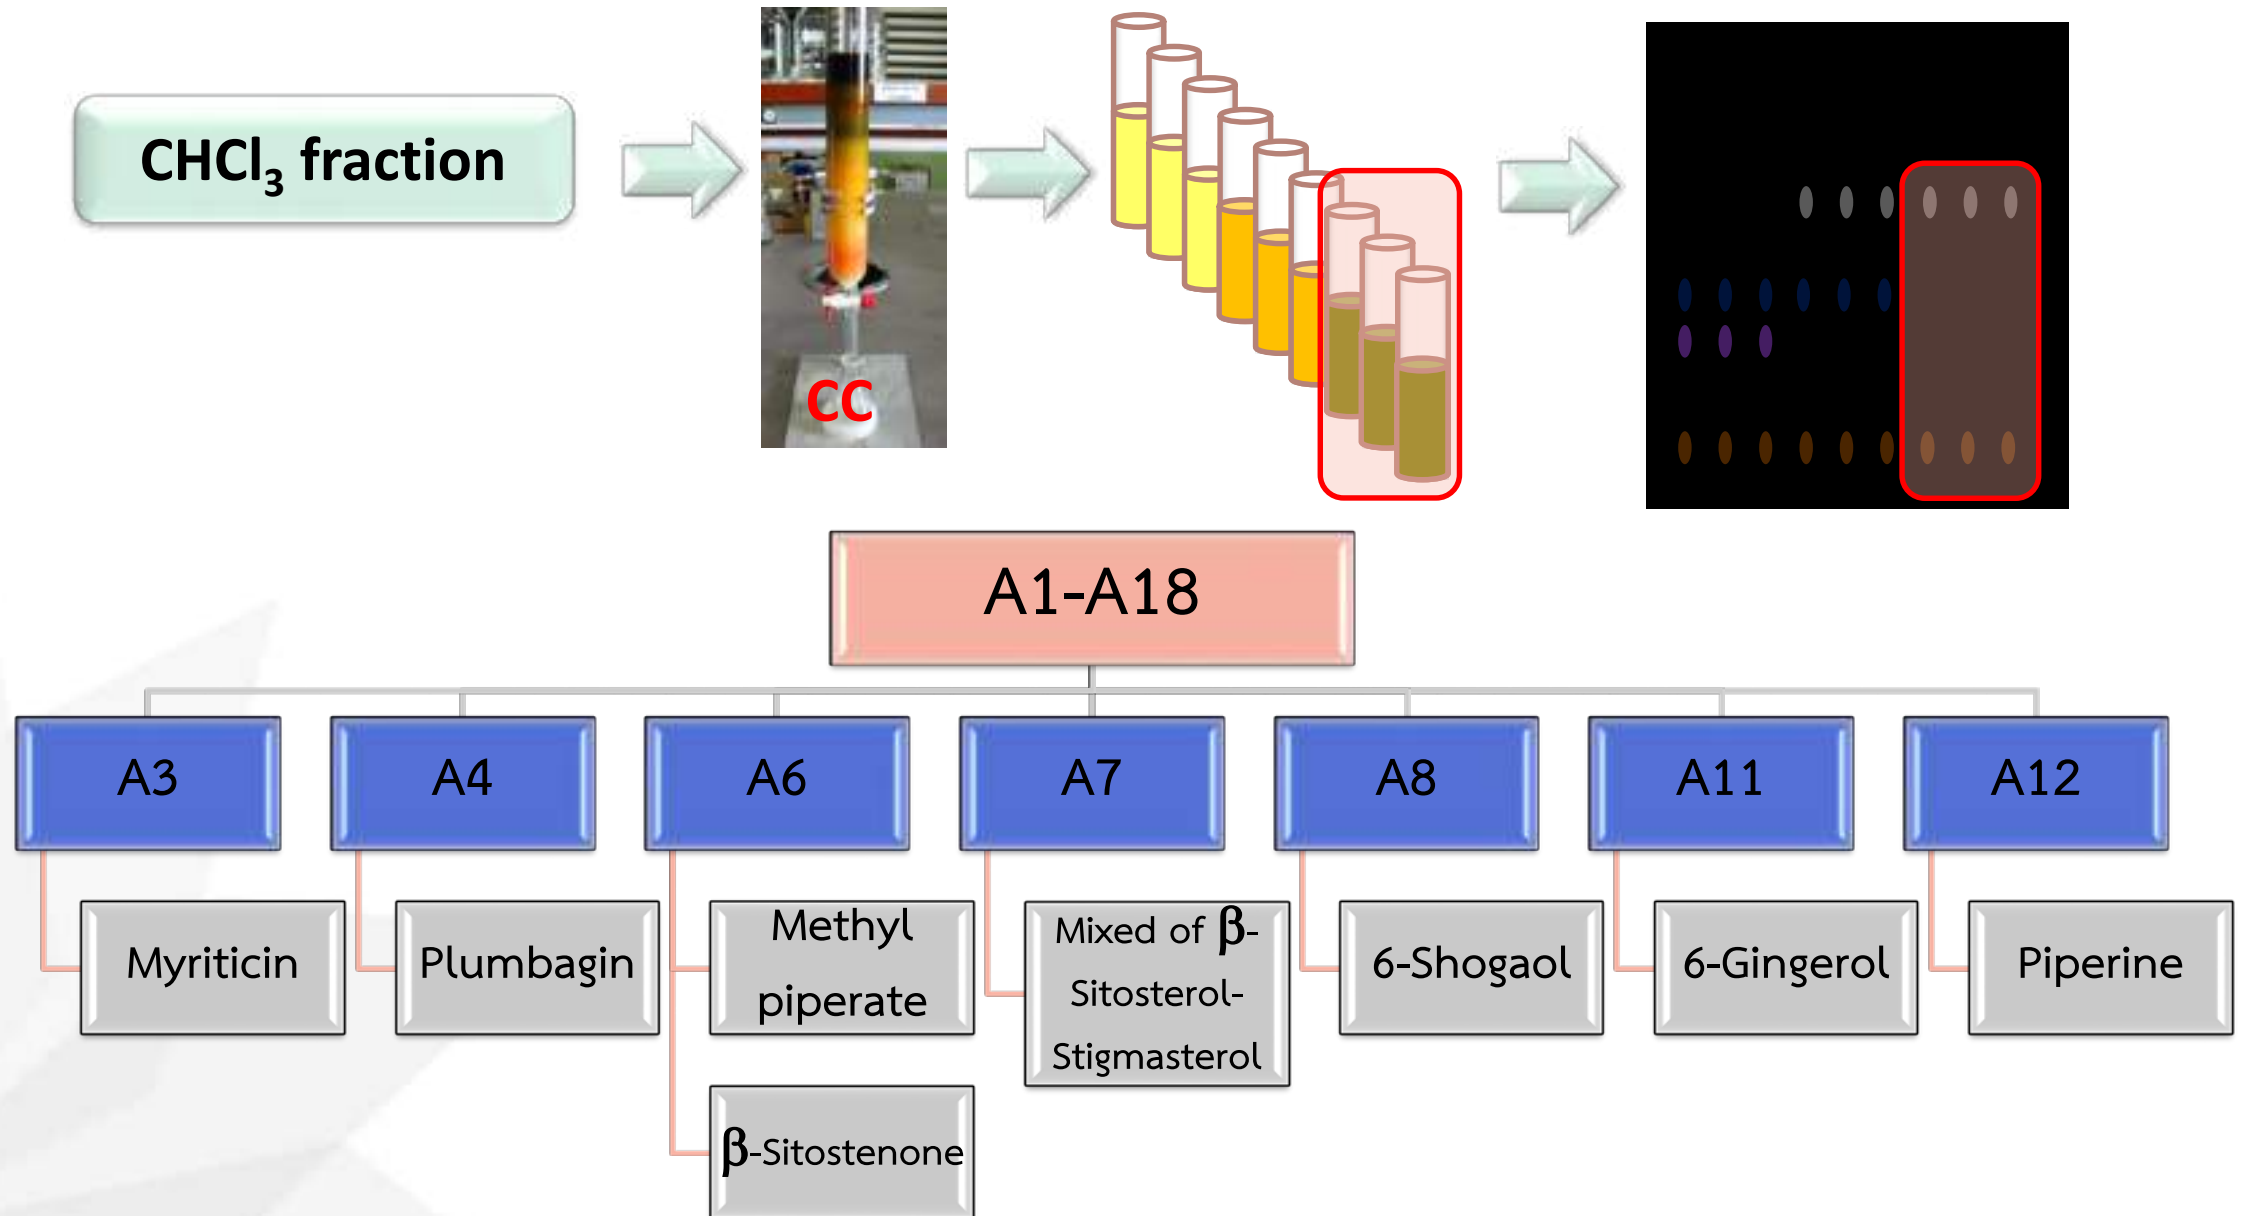 CHCl₃ fraction
CC
A1-A18
A3
A4
A6
A7
A8
A11
A12
Myriticin
Plumbagin
Methyl
piperate
Mixed of β-
Sitosterol-
Stigmasterol
6-Shogaol
6-Gingerol
Piperine
β-Sitostenone